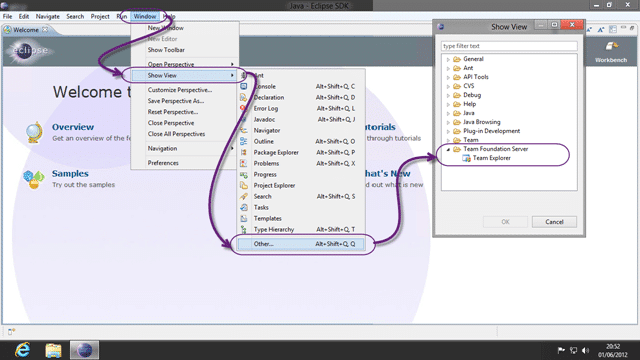 Java - Eclipse SDK
File Edit Navigate Search Project Run Window Help
Welcome
eclipse
Workbench
Welcome t
Overview
Get an overview of the fe
Samples
Try out the samples
utorials
through tutorials
hat's New
d out what is new
New Window
New Editor
Show Toolbar
Open Perspective
Show View
Customize Perspective...
Save Perspective As...
Reset Perspective...
Close Perspective
Close All Perspectives
Navigation
Preferences
Ant
Console Alt+Shift+Q, C
Declaration Alt+Shift+Q, D
Error Log Alt+Shift+Q, L
Javadoc Alt+Shift+Q, J
Navigator
Outline Alt+Shift+Q, O
Package Explorer Alt+Shift+Q, P
Problems Alt+Shift+Q, X
Progress
Project Explorer
Search Alt+Shift+Q, S
Tasks
Templates
Type Hierarchy Alt+Shift+Q, T
Other... Alt+Shift+Q, Q
Show View
type filter text
General
Ant
API Tools
CVS
Debug
Help
Java
Java Browsing
Plug-in Development
Team
Team Foundation Server
Team Explorer
OK Cancel
20:52
01/06/2012